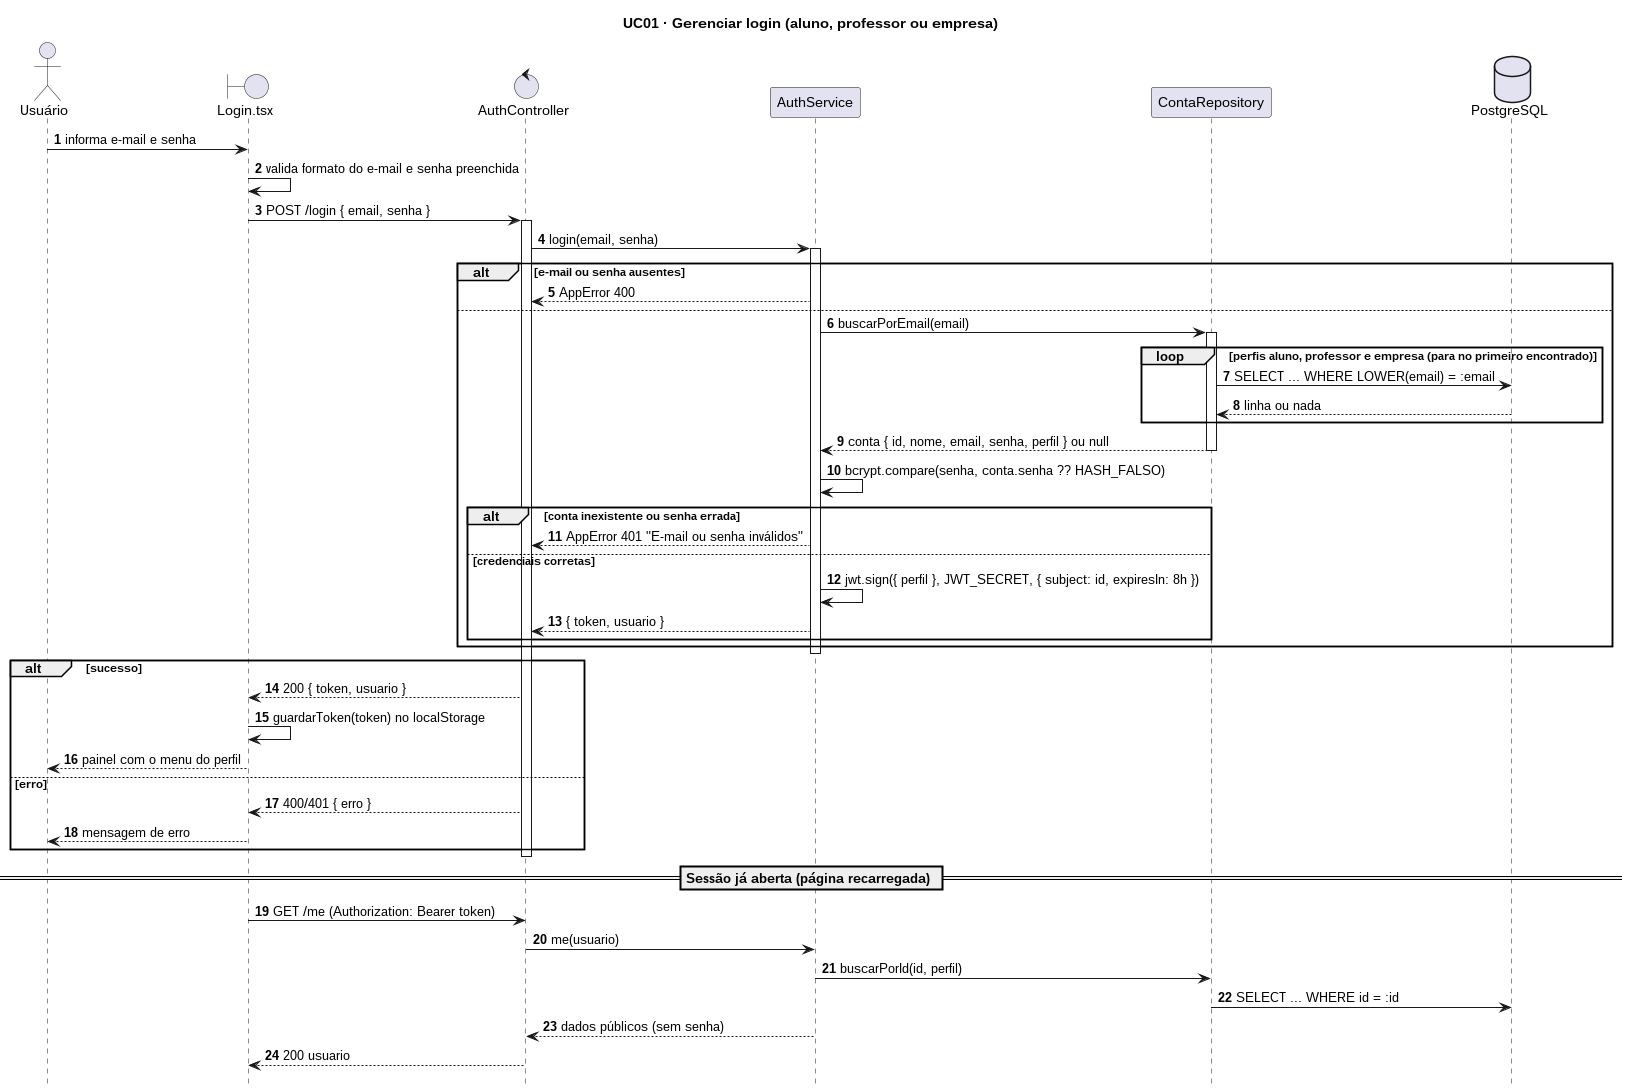 UC01 · Gerenciar login (aluno, professor ou empresa)
Usuário
Login.tsx
AuthController
AuthService
ContaRepository
PostgreSQL
1 informa e-mail e senha
2 valida formato do e-mail e senha preenchida
3 POST /login { email, senha }
4 login(email, senha)
alt [e-mail ou senha ausentes]
5 AppError 400
6 buscarPorEmail(email)
loop [perfis aluno, professor e empresa (para no primeiro encontrado)]
7 SELECT ... WHERE LOWER(email) = :email
8 linha ou nada
9 conta { id, nome, email, senha, perfil } ou null
10 bcrypt.compare(senha, conta.senha ?? HASH_FALSO)
alt [conta inexistente ou senha errada]
11 AppError 401 "E-mail ou senha inválidos"
[credenciais corretas]
12 jwt.sign({ perfil }, JWT_SECRET, { subject: id, expiresIn: 8h })
13 { token, usuario }
alt [sucesso]
14 200 { token, usuario }
15 guardarToken(token) no localStorage
16 painel com o menu do perfil
[erro]
17 400/401 { erro }
18 mensagem de erro
Sessão já aberta (página recarregada)
19 GET /me (Authorization: Bearer token)
20 me(usuario)
21 buscarPorId(id, perfil)
22 SELECT ... WHERE id = :id
23 dados públicos (sem senha)
24 200 usuario